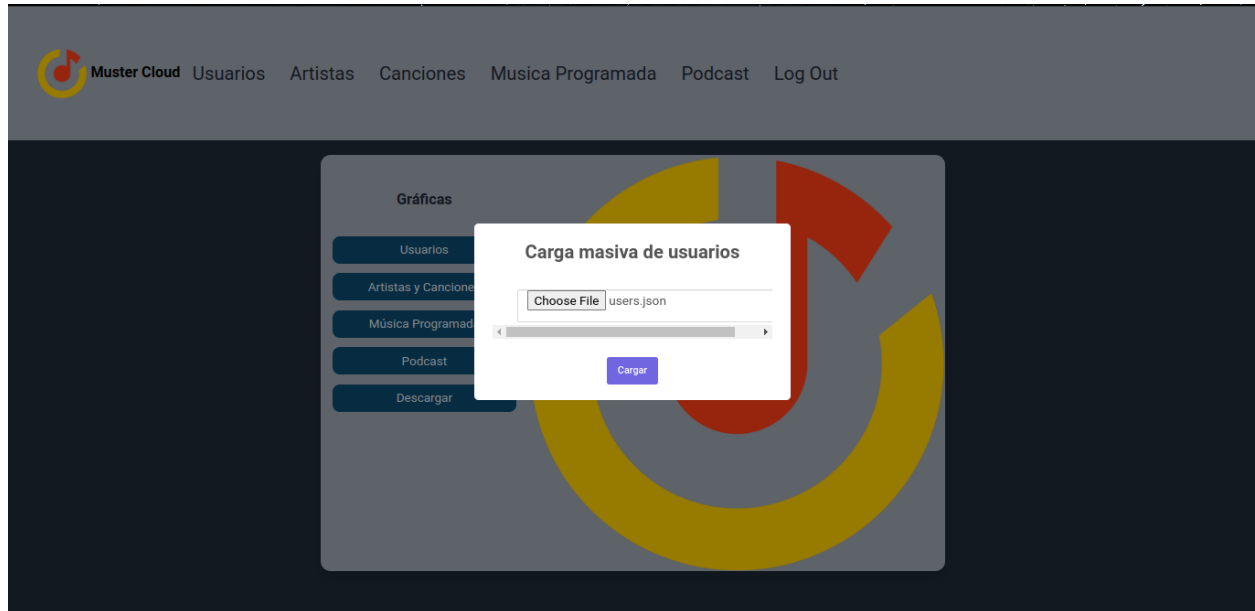 Muster Cloud Usuarios Artistas Canciones Musica Programada Podcast Log Out
Gráficas
Usuarios
Artistas y Cancione
Música Programad
Podcast
Descargar
Carga masiva de usuarios
Choose File users.json
Cargar